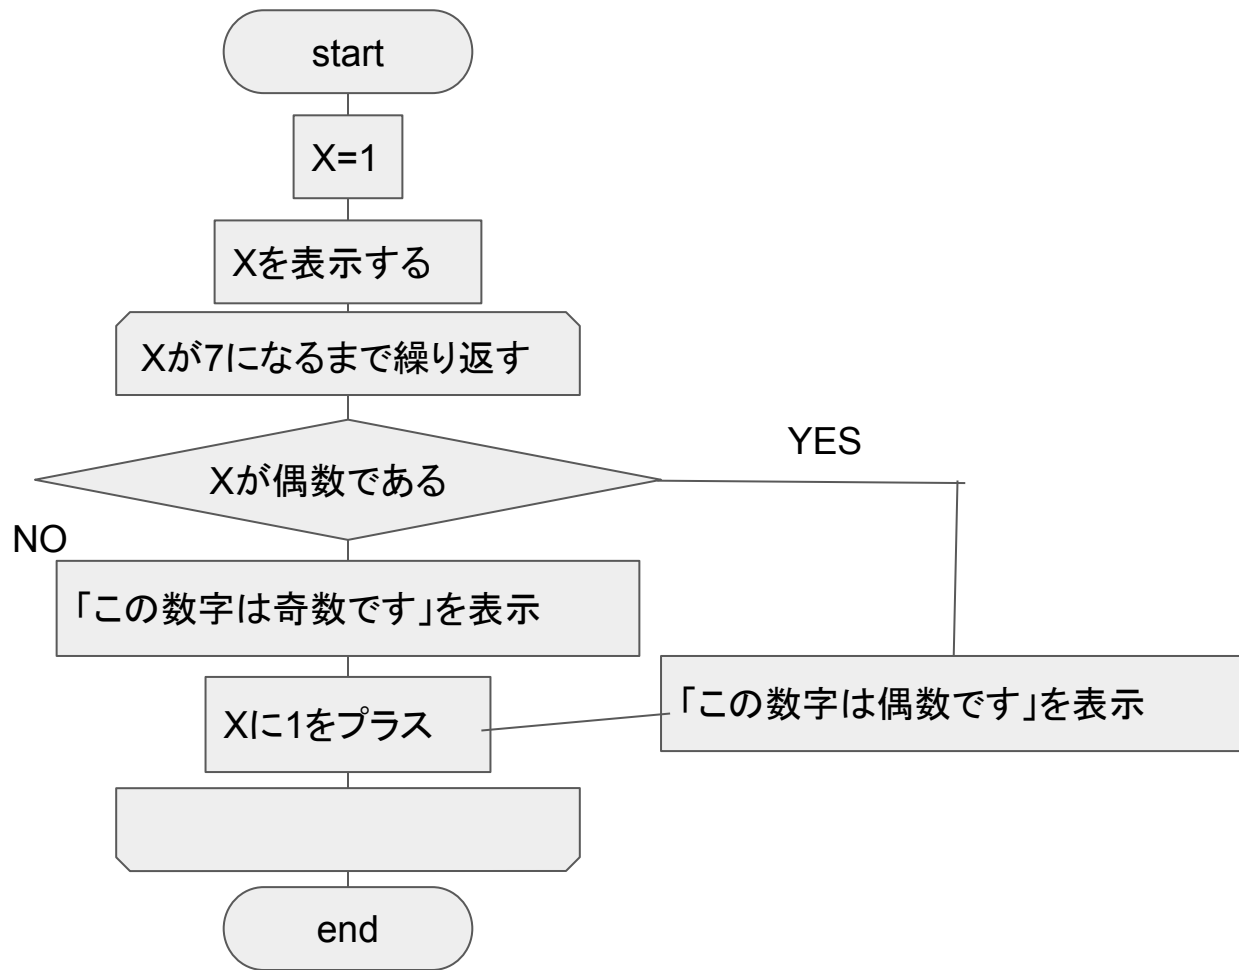 start
X=1
Xを表示する
Xが7になるまで繰り返す
YES
Xが偶数である
NO
「この数字は奇数です」を表示
「この数字は偶数です」を表示
Xに1をプラス
end